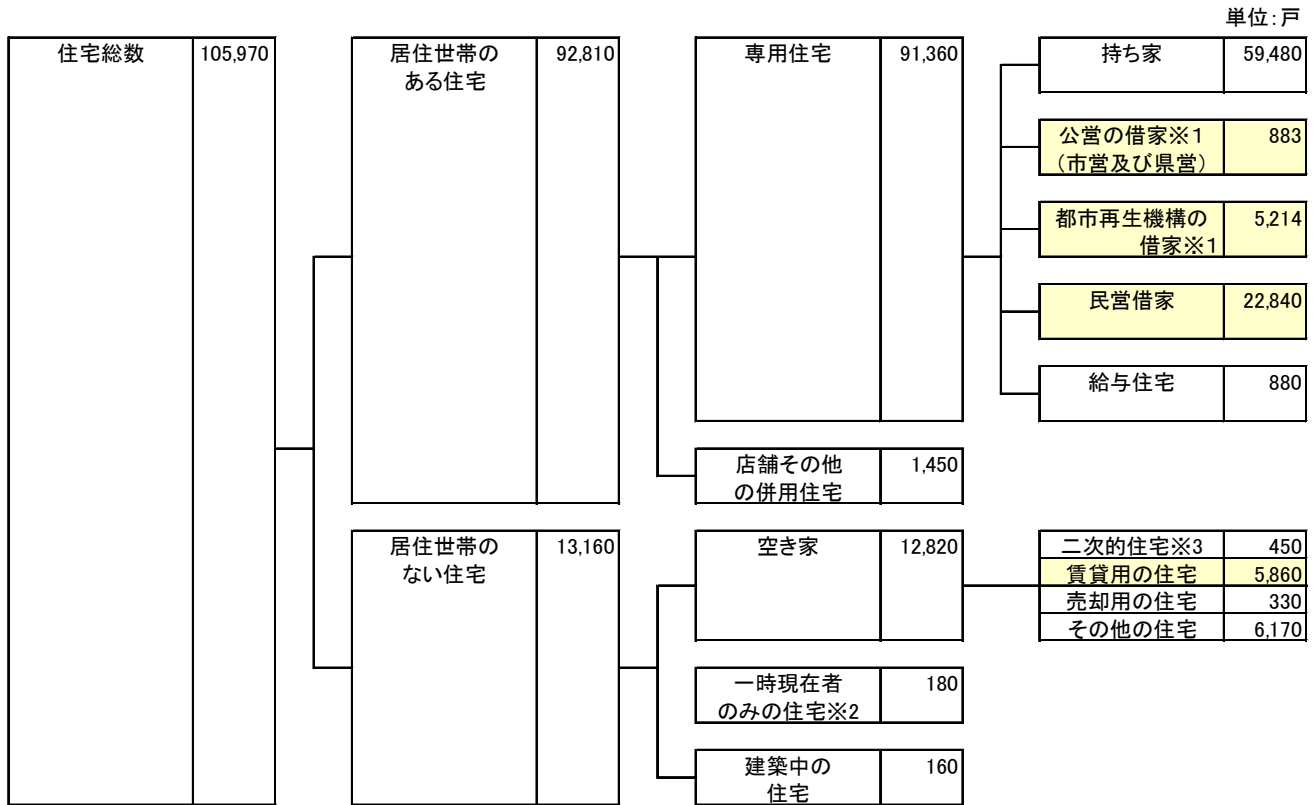 単位：戸
住宅総数 105,970
居住世帯の 92,810
ある住宅
専用住宅 91,360
持ち家 59,480
公営の借家※1 883
（市営及び県営）
都市再生機構の 5,214
借家※1
民営借家 22,840
給与住宅 880
店舗その他 1,450
の併用住宅
居住世帯の 13,160
ない住宅
空き家 12,820
二次的住宅※3 450
賃貸用の住宅 5,860
売却用の住宅 330
その他の住宅 6,170
一時現在者 180
のみの住宅※2
建築中の 160
住宅